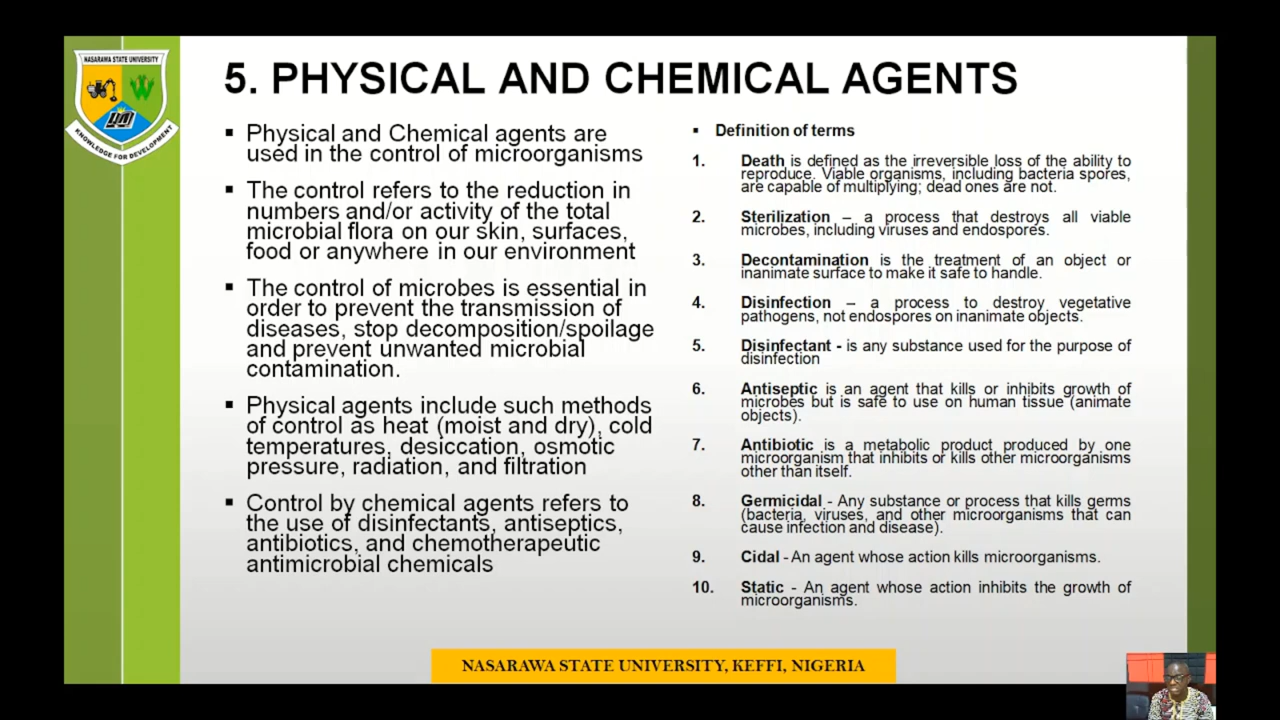 NASARAWA STATE UNIVERSITY
KNOWLEDGE FOR DEVELOPMENT
5. PHYSICAL AND CHEMICAL AGENTS
▪ Physical and Chemical agents are
used in the control of microorganisms
▪ The control refers to the reduction in
numbers and/or activity of the total
microbial flora on our skin, surfaces,
food or anywhere in our environment
▪ The control of microbes is essential in
order to prevent the transmission of
diseases, stop decomposition/spoilage
and prevent unwanted microbial
contamination.
▪ Physical agents include such methods
of control as heat (moist and dry), cold
temperatures, desiccation, osmotic
pressure, radiation, and filtration
▪ Control by chemical agents refers to
the use of disinfectants, antiseptics,
antibiotics, and chemotherapeutic
antimicrobial chemicals
▪ Definition of terms
1. Death is defined as the irreversible loss of the ability to
reproduce. Viable organisms, including bacteria spores,
are capable of multiplying; dead ones are not.
2. Sterilization – a process that destroys all viable
microbes, including viruses and endospores.
3. Decontamination is the treatment of an object or
inanimate surface to make it safe to handle.
4. Disinfection – a process to destroy vegetative
pathogens, not endospores on inanimate objects.
5. Disinfectant - is any substance used for the purpose of
disinfection
6. Antiseptic is an agent that kills or inhibits growth of
microbes but is safe to use on human tissue (animate
objects).
7. Antibiotic is a metabolic product produced by one
microorganism that inhibits or kills other microorganisms
other than itself.
8. Germicidal - Any substance or process that kills germs
(bacteria, viruses, and other microorganisms that can
cause infection and disease).
9. Cidal - An agent whose action kills microorganisms.
10. Static - An agent whose action inhibits the growth of
microorganisms.
NASARAWA STATE UNIVERSITY, KEFFI, NIGERIA